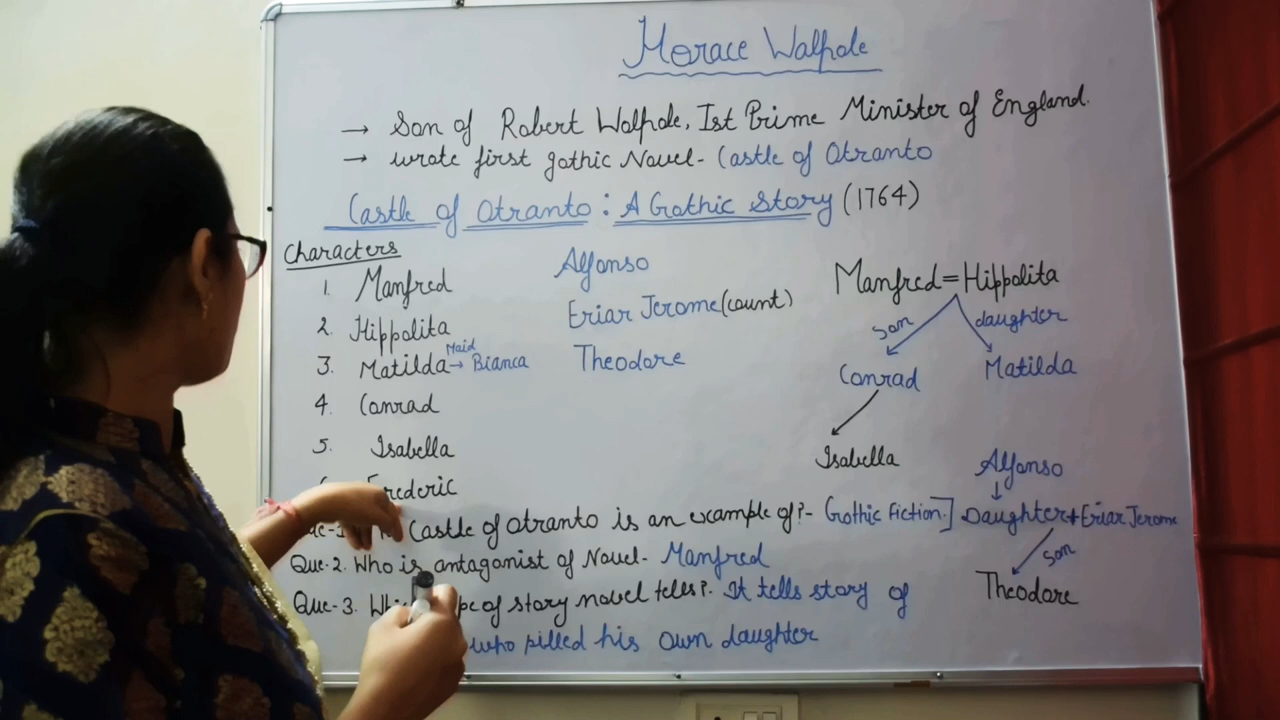 Horace Walpole
→ Son of Robert Walpole, Ist Prime Minister of England.
→ wrote first gothic Novel- Castle of Otranto
Castle of Otranto : A Gothic Story (1764)
Characters
1. Manfred
2. Hippolita
3. Matilda → Bianca
Maid
4. Conrad
5. Isabella
Frederic
Alfonso
Eriar Jerome (count)
Theodore
Manfred = Hippolita
son
daughter
Conrad
Matilda
Isabella
Alfonso
Daughter + Eriar Jerome
son
Theodore
Castle of Otranto is an example of?- Gothic Fiction.]
Que-2. Who is antagonist of Novel- Manfred
Que-3. of story novel teles?. It tells story of
who pilled his own daughter